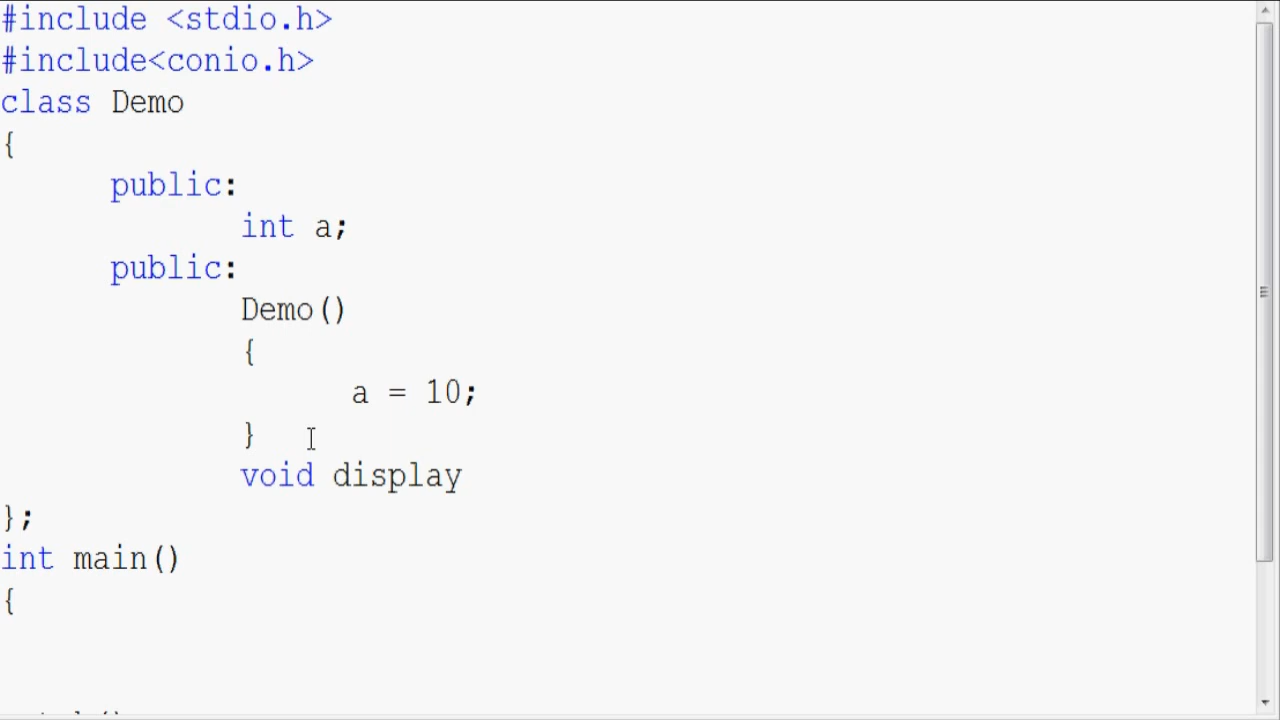 #include <stdio.h>
#include<conio.h>
class Demo
{
public:
int a;
public:
Demo()
{
a = 10;
}
void display
};
int main()
{